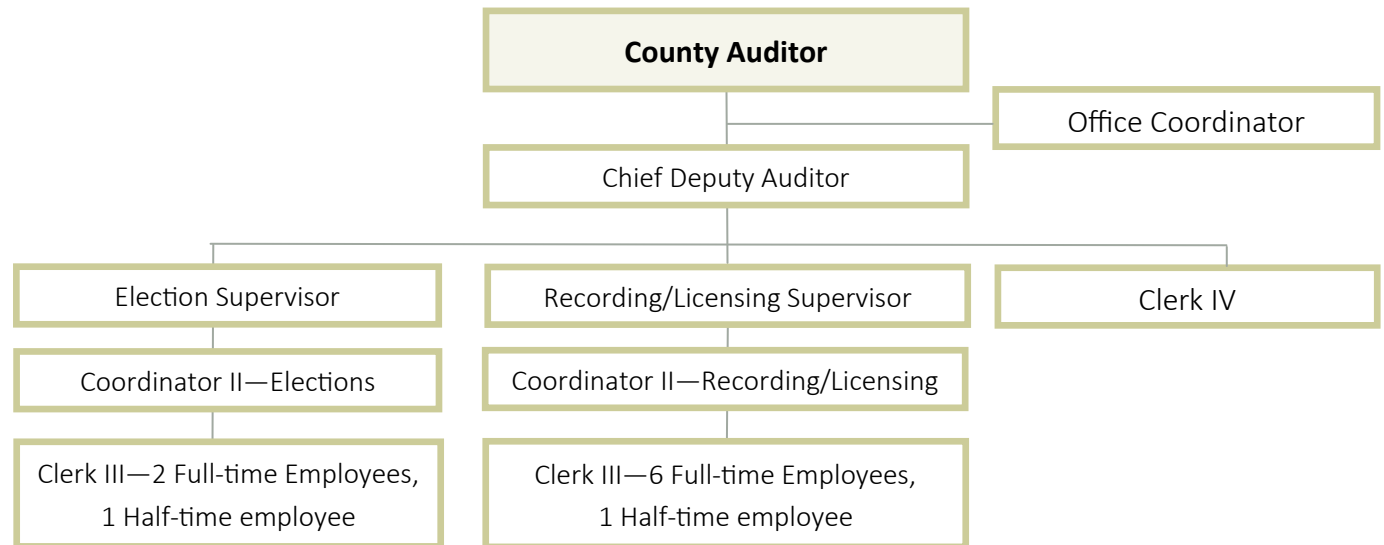 County Auditor
Office Coordinator
Chief Deputy Auditor
Election Supervisor
Recording/Licensing Supervisor
Clerk IV
Coordinator II—Elections
Coordinator II—Recording/Licensing
Clerk III—2 Full-time Employees,
1 Half-time employee
Clerk III—6 Full-time Employees,
1 Half-time employee